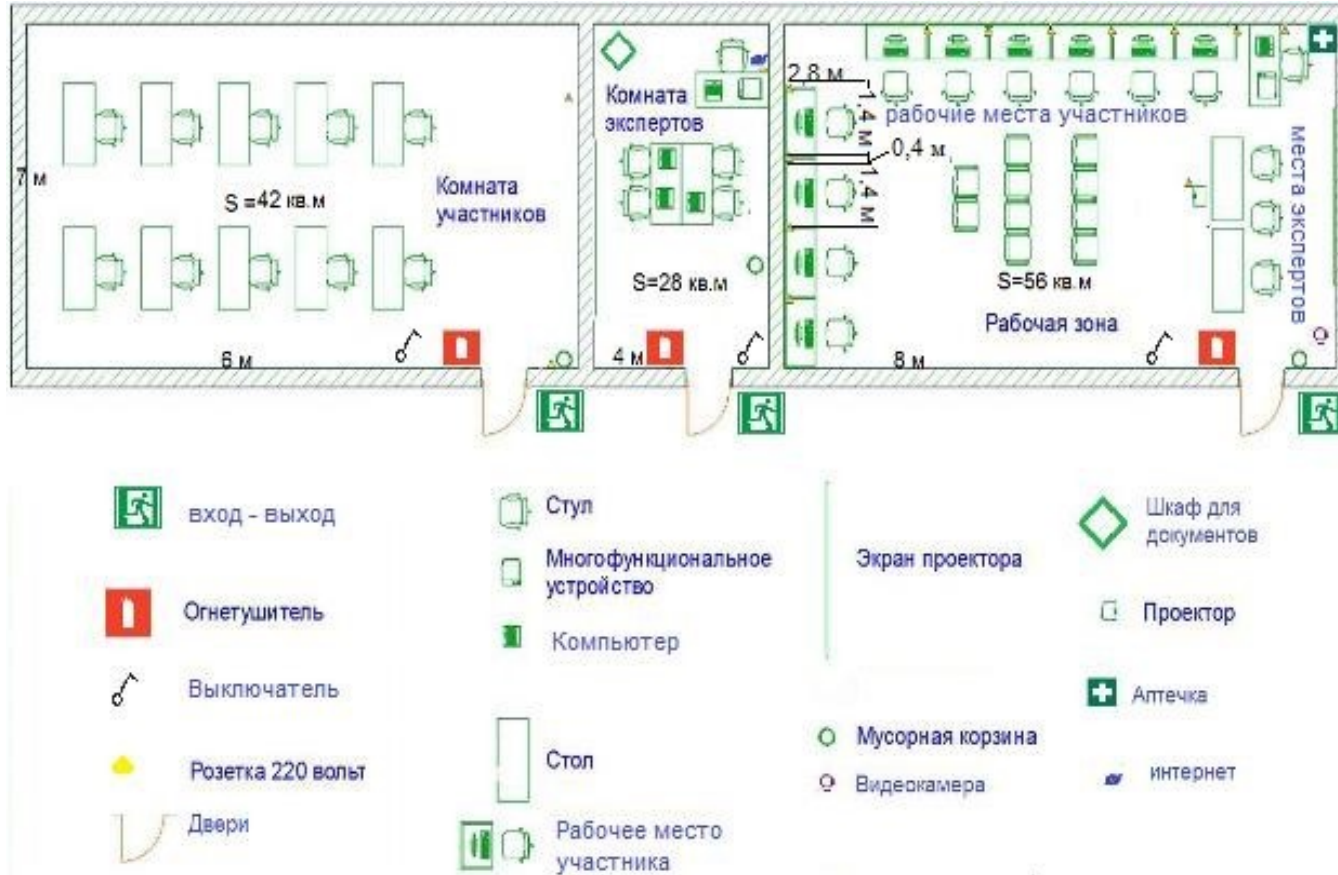 7 м
S =42 кв.м
Комната
участников
6 м
Комната
экспертов
S=28 кв.м
4 м
2,8 м
1,4 м
0,4 м
1,4 м
рабочие места участников
места экспертов
S=56 кв.м
Рабочая зона
8 м
вход - выход
Огнетушитель
Выключатель
Розетка 220 вольт
Двери
Стул
Многофункциональное
устройство
Компьютер
Стол
Рабочее место
участника
Экран проектора
Мусорная корзина
Видеокамера
Шкаф для
документов
Проектор
Аптечка
интернет